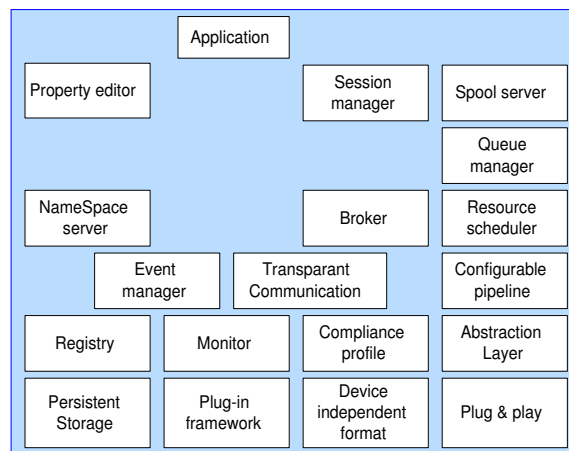 Application
Property editor
Session
manager
Spool server
Queue
manager
NameSpace
server
Broker
Resource
scheduler
Event
manager
Transparant
Communication
Configurable
pipeline
Registry
Monitor
Compliance
profile
Abstraction
Layer
Persistent
Storage
Plug-in
framework
Device
independent
format
Plug & play